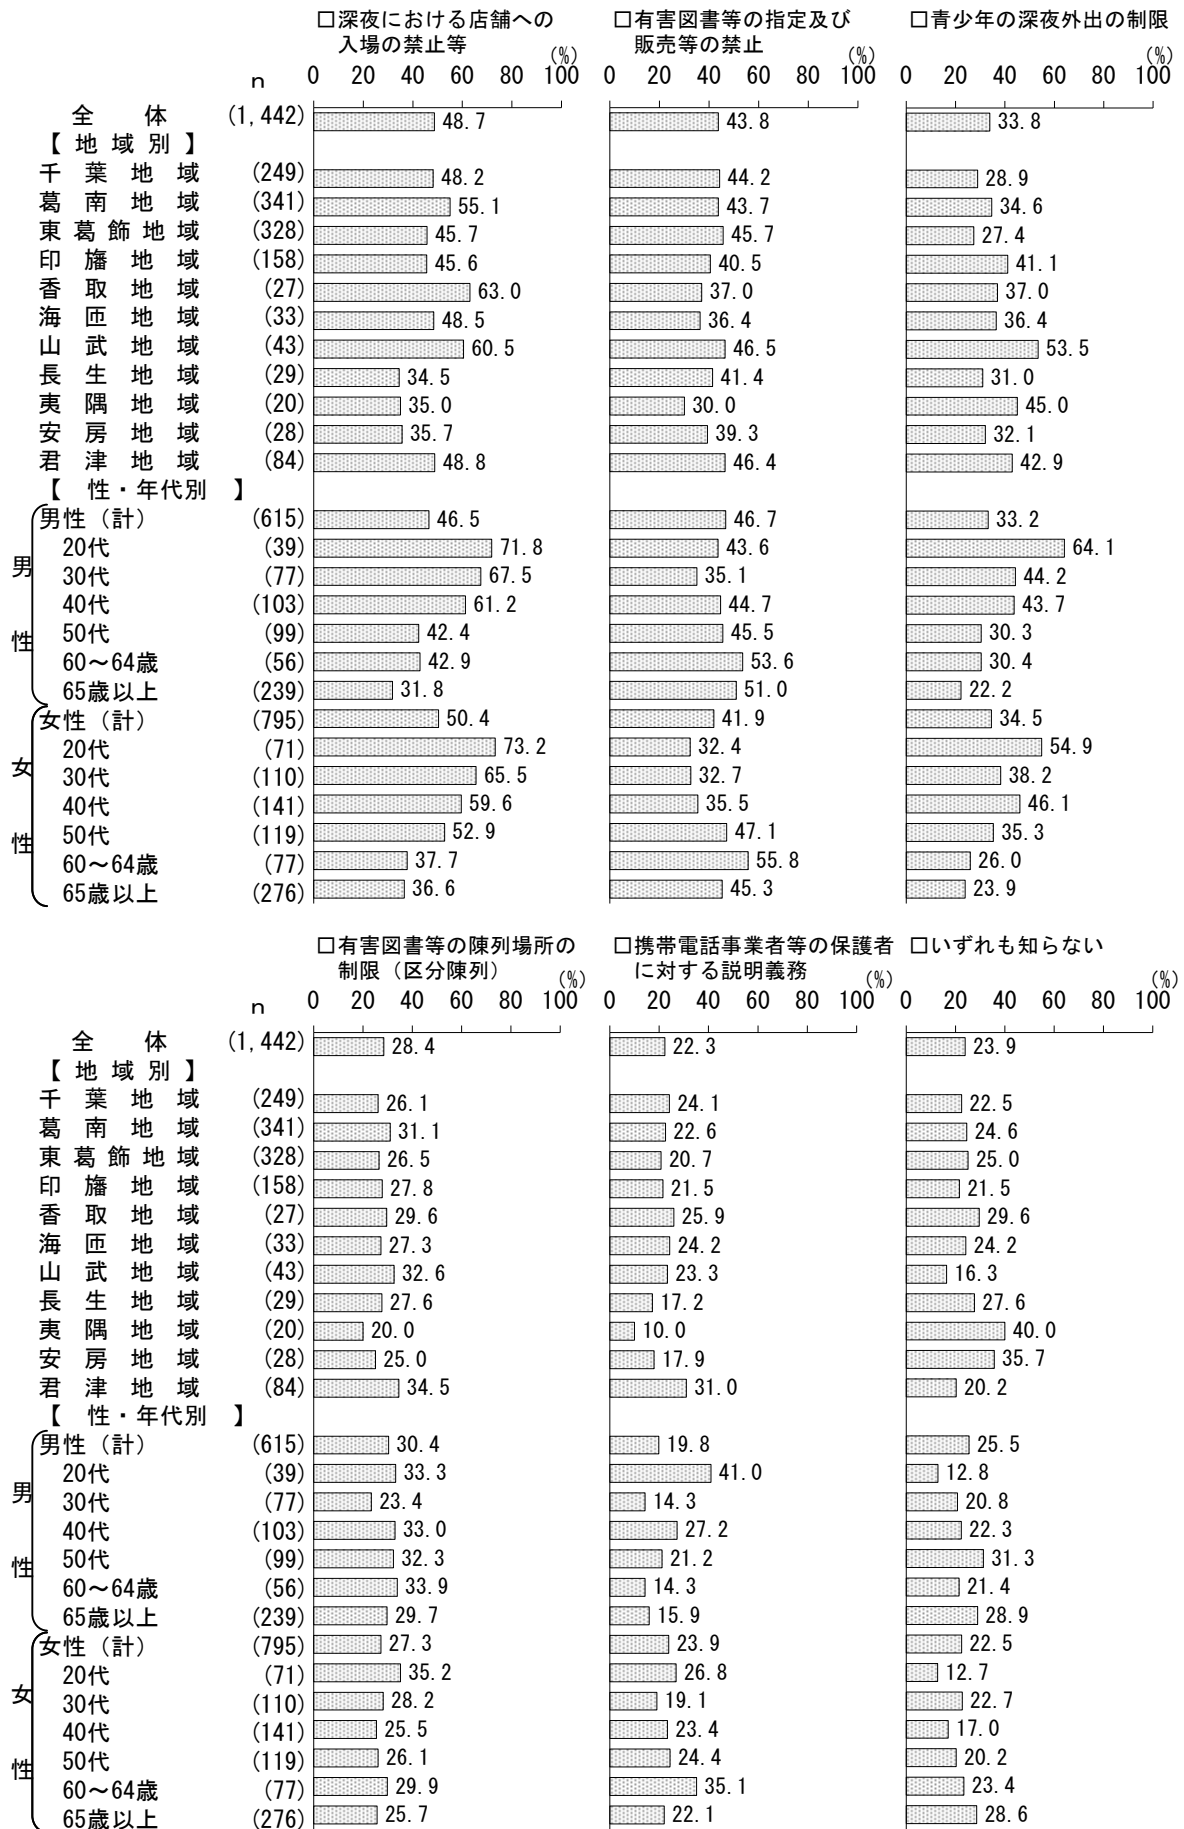 □深夜における店舗への □有害図書等の指定及び □青少年の深夜外出の制限
入場の禁止等 販売等の禁止
(%) (%) (%)
n 0 20 40 60 80 100 0 20 40 60 80 100 0 20 40 60 80 100
全体 (1,442) 48.7 43.8 33.8
【地域別】
千葉地域 (249) 48.2 44.2 28.9
葛南地域 (341) 55.1 43.7 34.6
東葛飾地域 (328) 45.7 45.7 27.4
印旛地域 (158) 45.6 40.5 41.1
香取地域 (27) 63.0 37.0 37.0
海匝地域 (33) 48.5 36.4 36.4
山武地域 (43) 60.5 46.5 53.5
長生地域 (29) 34.5 41.4 31.0
夷隅地域 (20) 35.0 30.0 45.0
安房地域 (28) 35.7 39.3 32.1
君津地域 (84) 48.8 46.4 42.9
【性・年代別】
男性（計） (615) 46.5 46.7 33.2
20代 (39) 71.8 43.6 64.1
男 30代 (77) 67.5 35.1 44.2
40代 (103) 61.2 44.7 43.7
性 50代 (99) 42.4 45.5 30.3
60～64歳 (56) 42.9 53.6 30.4
65歳以上 (239) 31.8 51.0 22.2
女性（計） (795) 50.4 41.9 34.5
20代 (71) 73.2 32.4 54.9
女 30代 (110) 65.5 32.7 38.2
40代 (141) 59.6 35.5 46.1
性 50代 (119) 52.9 47.1 35.3
60～64歳 (77) 37.7 55.8 26.0
65歳以上 (276) 36.6 45.3 23.9
□有害図書等の陳列場所の □携帯電話事業者等の保護者 □いずれも知らない
制限（区分陳列） に対する説明義務
(%) (%) (%)
n 0 20 40 60 80 100 0 20 40 60 80 100 0 20 40 60 80 100
全体 (1,442) 28.4 22.3 23.9
【地域別】
千葉地域 (249) 26.1 24.1 22.5
葛南地域 (341) 31.1 22.6 24.6
東葛飾地域 (328) 26.5 20.7 25.0
印旛地域 (158) 27.8 21.5 21.5
香取地域 (27) 29.6 25.9 29.6
海匝地域 (33) 27.3 24.2 24.2
山武地域 (43) 32.6 23.3 16.3
長生地域 (29) 27.6 17.2 27.6
夷隅地域 (20) 20.0 10.0 40.0
安房地域 (28) 25.0 17.9 35.7
君津地域 (84) 34.5 31.0 20.2
【性・年代別】
男性（計） (615) 30.4 19.8 25.5
20代 (39) 33.3 41.0 12.8
男 30代 (77) 23.4 14.3 20.8
40代 (103) 33.0 27.2 22.3
性 50代 (99) 32.3 21.2 31.3
60～64歳 (56) 33.9 14.3 21.4
65歳以上 (239) 29.7 15.9 28.9
女性（計） (795) 27.3 23.9 22.5
20代 (71) 35.2 26.8 12.7
女 30代 (110) 28.2 19.1 22.7
40代 (141) 25.5 23.4 17.0
性 50代 (119) 26.1 24.4 20.2
60～64歳 (77) 29.9 35.1 23.4
65歳以上 (276) 25.7 22.1 28.6